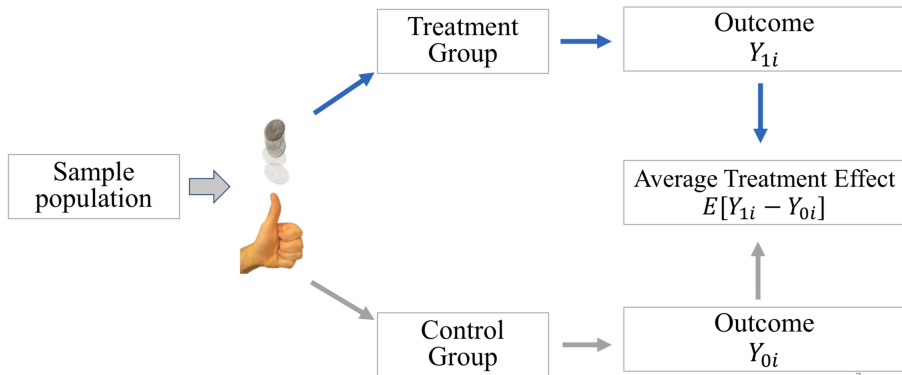 Treatment
Group
Outcome
Y₁ᵢ
Sample
population
Average Treatment Effect
E[Y₁ᵢ − Y₀ᵢ]
Control
Group
Outcome
Y₀ᵢ